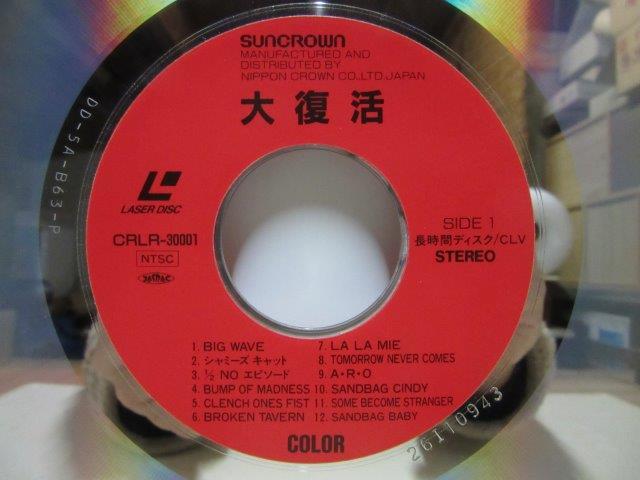 SUNCROWN
MANUFACTURED AND
DISTRIBUTED BY
NIPPON CROWN CO.,LTD.JAPAN
大復活
LASER DISC
CRLR-30001
NTSC
SIDE 1
長時間ディスク/CLV
STEREO
1. BIG WAVE
2. シャミーズ キャット
3. ½ NO エピソード
4. BUMP OF MADNESS
5. CLENCH ONES FIST
6. BROKEN TAVERN
7. LA LA MIE
8. TOMORROW NEVER COMES
9. A★R★O
10. SANDBAG CINDY
11. SOME BECOME STRANGER
12. SANDBAG BABY
COLOR
DD-5A-B63-P
26I10943